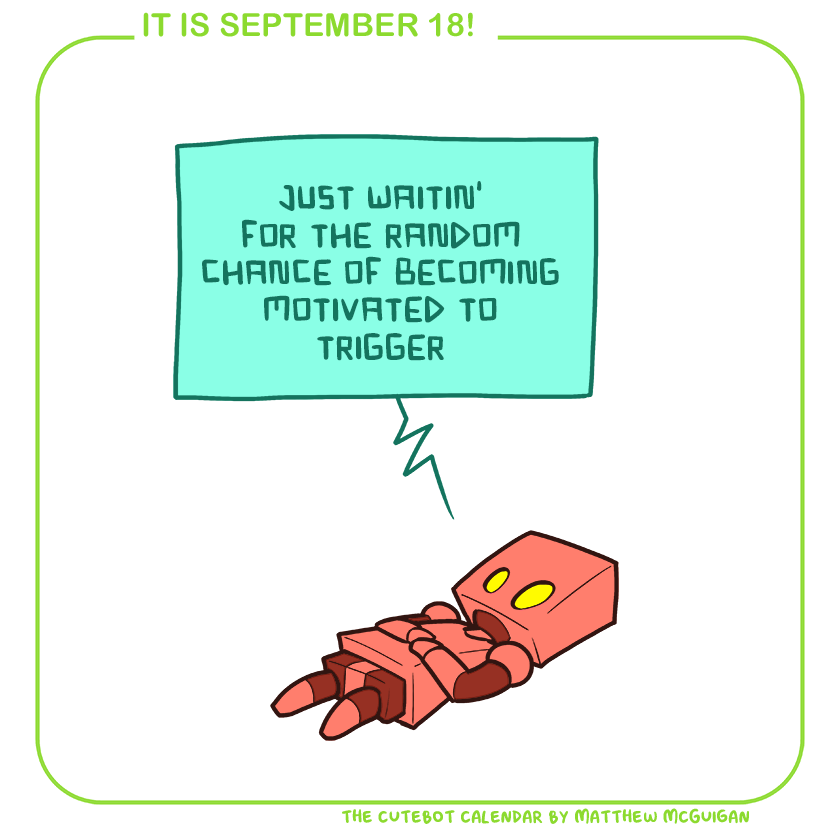 IT IS SEPTEMBER 18!
JUST WAITIN'
FOR THE RANDOM
CHANCE OF BECOMING
MOTIVATED TO
TRIGGER
THE CUTEBOT CALENDAR BY MATTHEW MCGUIGAN